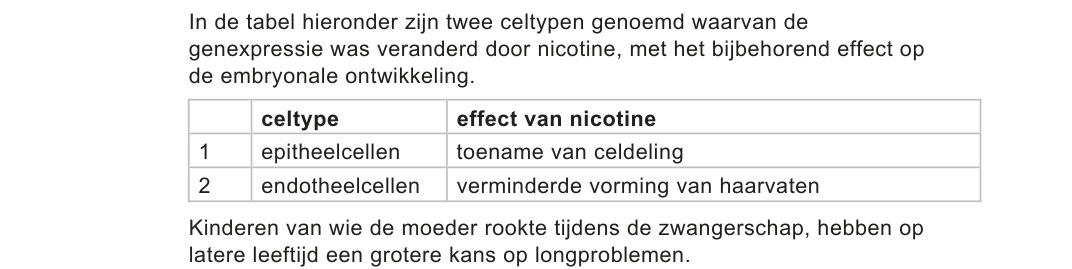 In de tabel hieronder zijn twee celtypen genoemd waarvan de
genexpressie was veranderd door nicotine, met het bijbehorend effect op
de embryonale ontwikkeling.
celtype effect van nicotine
1 epitheelcellen toename van celdeling
2 endotheelcellen verminderde vorming van haarvaten
Kinderen van wie de moeder rookte tijdens de zwangerschap, hebben op
latere leeftijd een grotere kans op longproblemen.